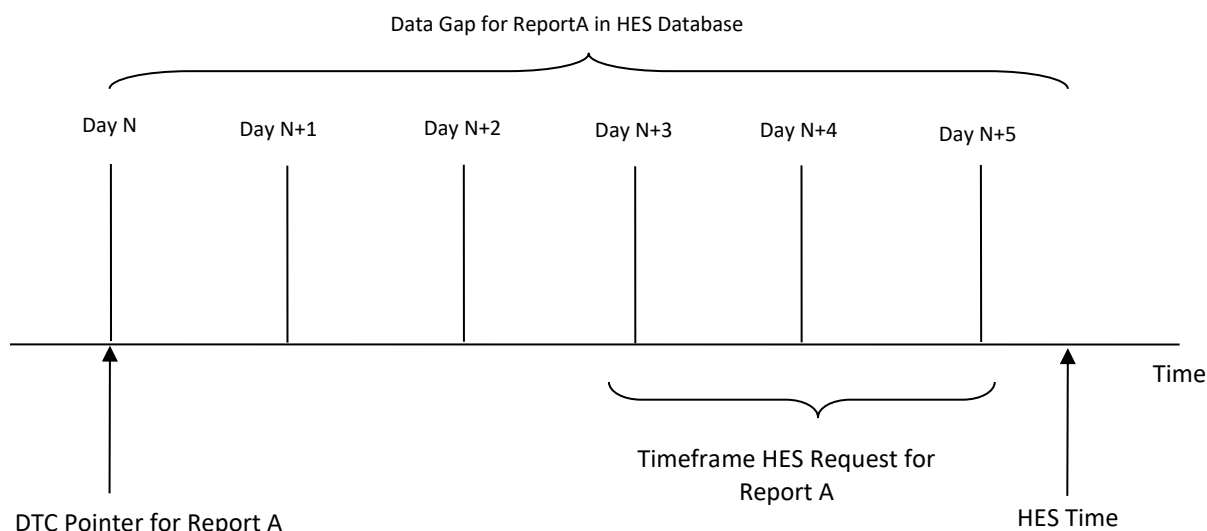 Data Gap for ReportA in HES Database
Day N
Day N+1
Day N+2
Day N+3
Day N+4
Day N+5
Time
Timeframe HES Request for
Report A
DTC Pointer for Report A
HES Time